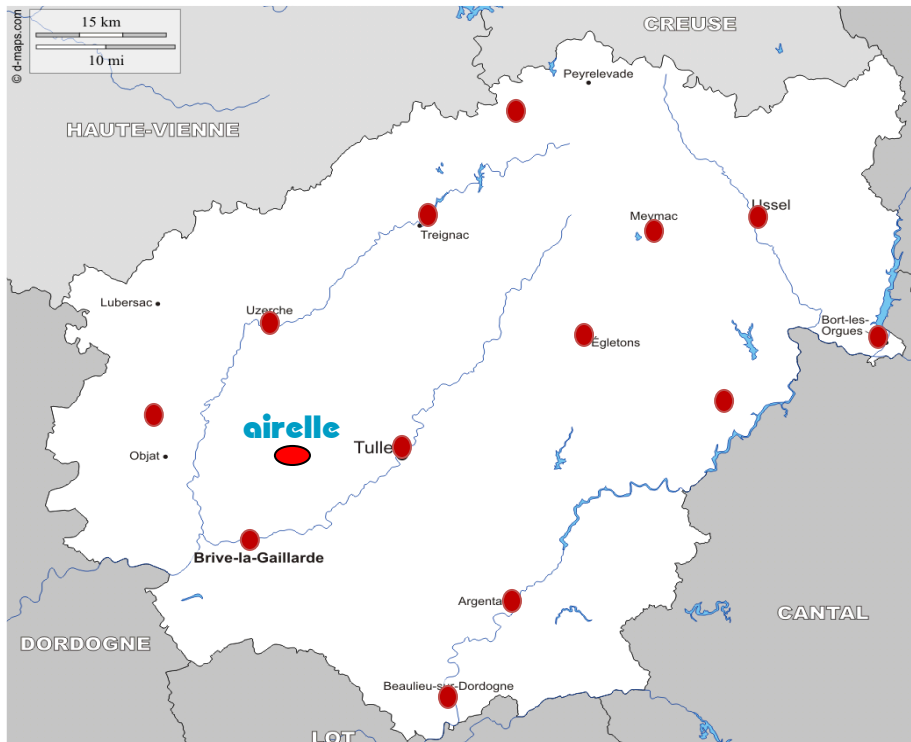 15 km
10 mi
© d-maps.com
CREUSE
HAUTE-VIENNE
Peyrelevade
Ussel
Meymac
Treignac
Lubersac
Uzerche
Bort-les-
Orgues
Égletons
airelle
Tulle
Objat
Brive-la-Gaillarde
Argenta
CANTAL
DORDOGNE
Beaulieu-sur-Dordogne
LOT